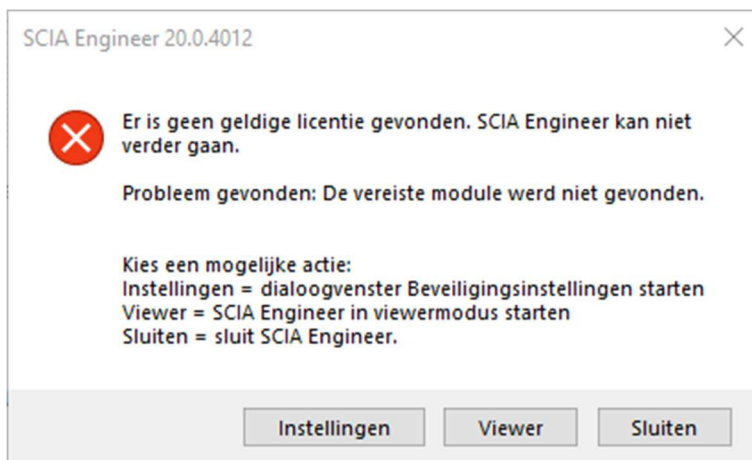 SCIA Engineer 20.0.4012
Er is geen geldige licentie gevonden. SCIA Engineer kan niet
verder gaan.
Probleem gevonden: De vereiste module werd niet gevonden.
Kies een mogelijke actie:
Instellingen = dialoogvenster Beveiligingsinstellingen starten
Viewer = SCIA Engineer in viewermodus starten
Sluiten = sluit SCIA Engineer.
Instellingen Viewer Sluiten